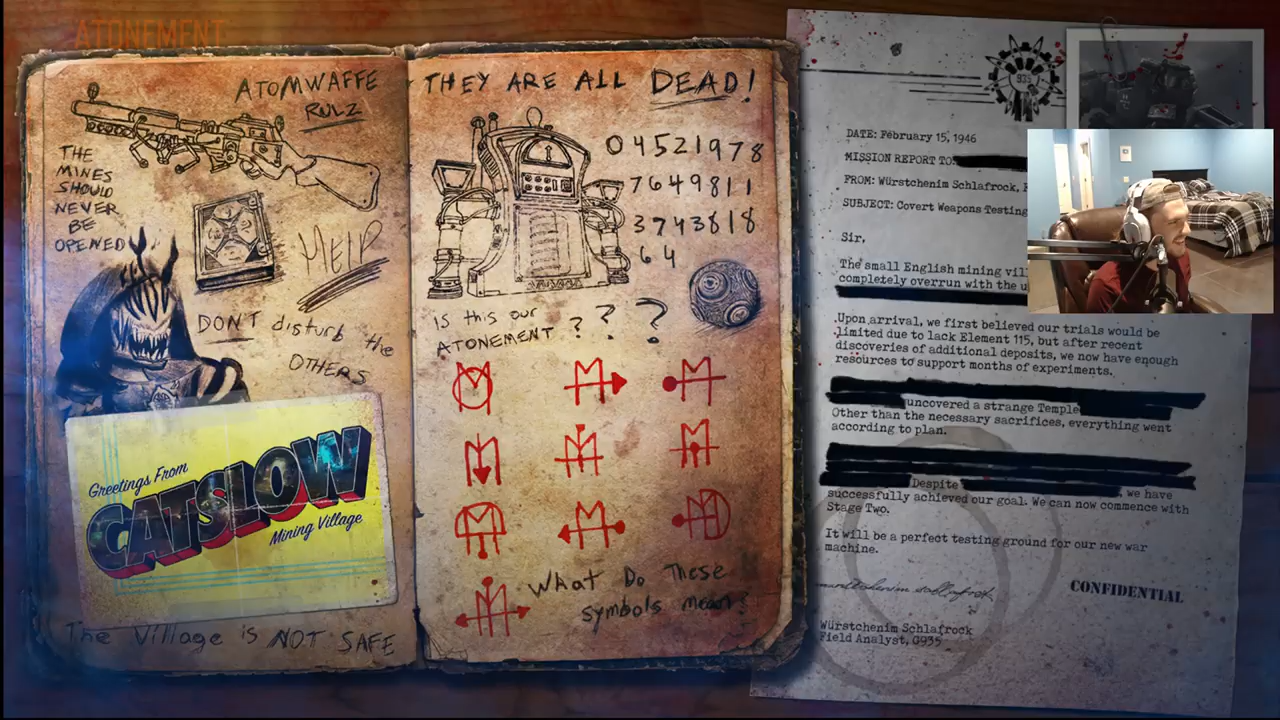 ATONEMENT
ATOMWAFFE
RULZ
THE
MINES
SHOULD
NEVER
BE
OPENED
HELP
DON'T disturb the
OTHERS
Greetings From
CATSLOW
Mining Village
The Village is NOT SAFE
THEY ARE ALL DEAD!
04521978
7649811
3743818
64
Is this our
ATONEMENT ? ? ?
What Do These
symbols mean
935
DATE: February 15, 1946
MISSION REPORT TO:
FROM: Würstchenim Schlafrock,
SUBJECT: Covert Weapons Testing
Sir,
The small English mining
completely overrun with the
Upon arrival, we first believed our trials would be
limited due to lack Element 115, but after recent
discoveries of additional deposits, we now have enough
resources to support months of experiments.
uncovered a strange Temple
Other than the necessary sacrifices, everything went
according to plan.
Despite , we have
successfully achieved our goal. We can now commence with
Stage Two.
It will be a perfect testing ground for our new war
machine.
CONFIDENTIAL
Würstchenim Schlafrock
Field Analyst, G935